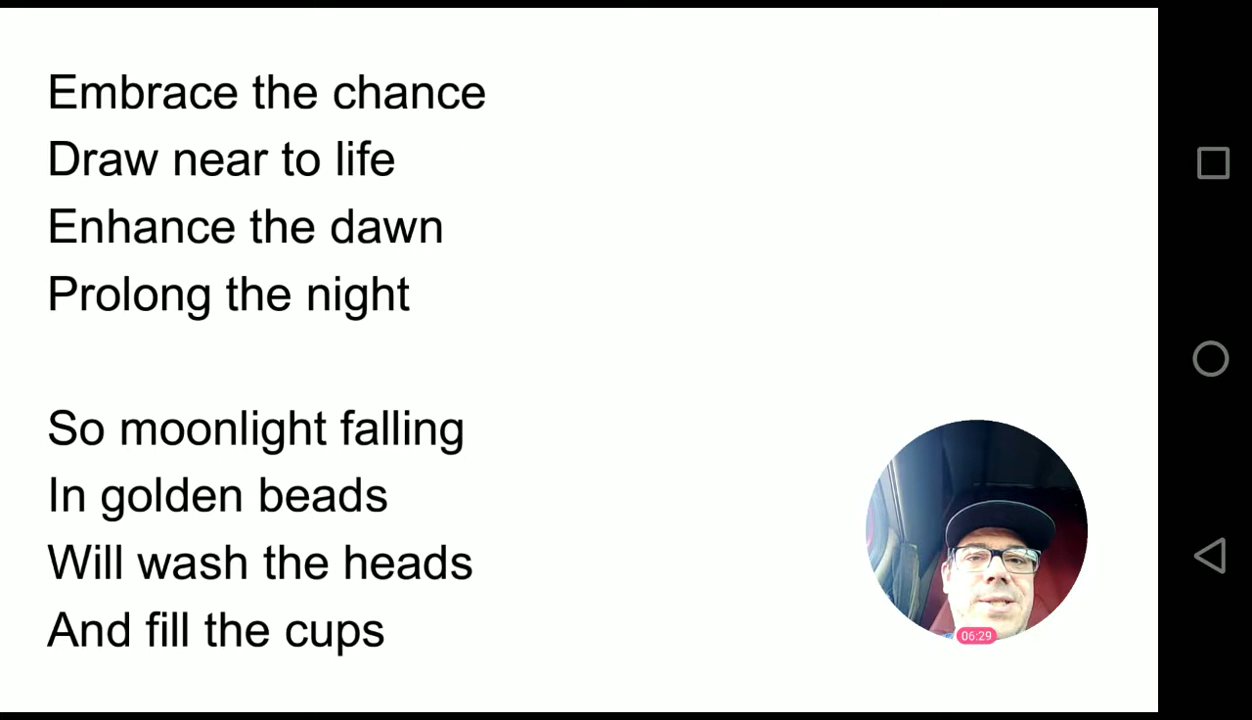 Embrace the chance
Draw near to life
Enhance the dawn
Prolong the night
So moonlight falling
In golden beads
Will wash the heads
And fill the cups
06:29